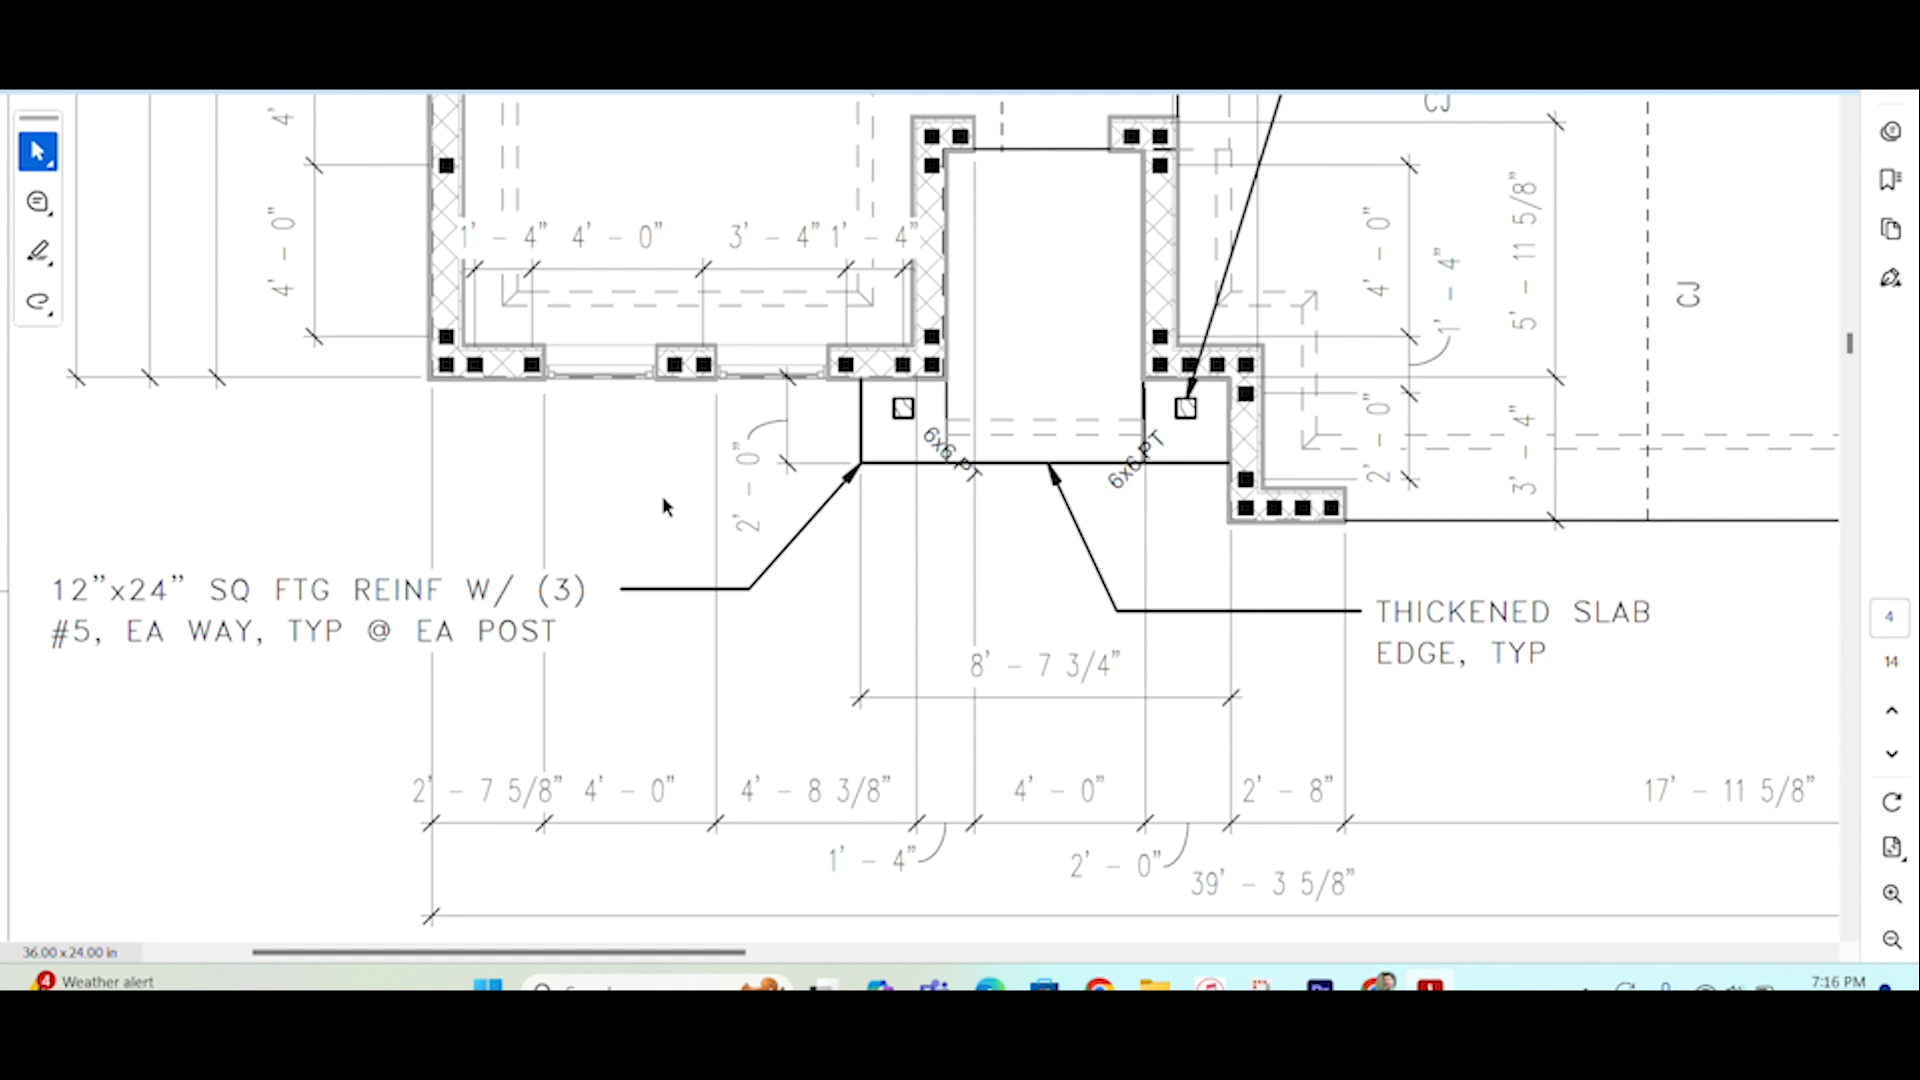 CJ
4'
4' – 0"
1' – 4" 4' – 0" 3' – 4" 1' – 4"
4' – 0"
1' – 4"
5' – 11 5/8"
CJ
2' – 0"
6x6 PT
6x6 PT
2' – 0"
3' – 4"
12"x24" SQ FTG REINF W/ (3)
#5, EA WAY, TYP @ EA POST
THICKENED SLAB
EDGE, TYP
8' – 7 3/4"
2' – 7 5/8" 4' – 0" 4' – 8 3/8" 4' – 0" 2' – 8" 17' – 11 5/8"
1' – 4" 2' – 0"
39' – 3 5/8"
4
14
36.00 x 24.00 in
4 Weather alert
7:16 PM